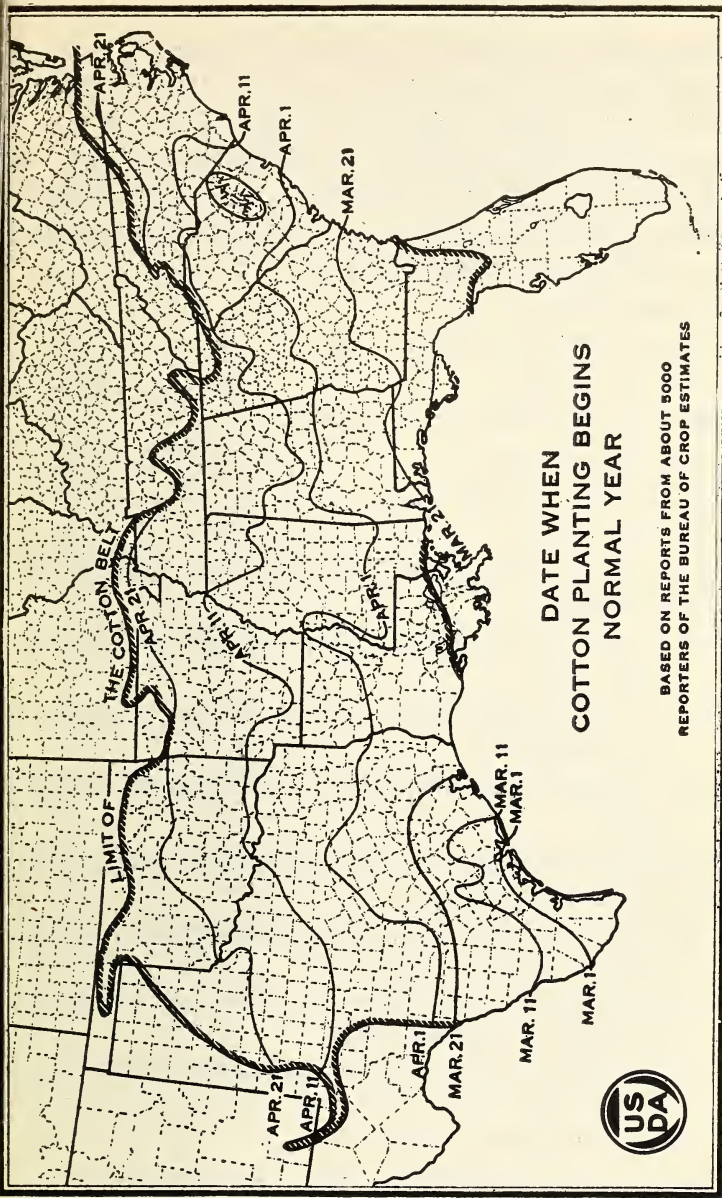 LIMIT OF THE COTTON BELT
APR.21
APR.11
APR.1
MAR.21
APR. 21
APR.11
APR.1
MAR.21
MAR. 11
MAR.1
APR.21
APR.11
APR.1
MAR.21
MAR. 11
MAR.1
DATE WHEN
COTTON PLANTING BEGINS
NORMAL YEAR
BASED ON REPORTS FROM ABOUT 5000
REPORTERS OF THE BUREAU OF CROP ESTIMATES
US
DA